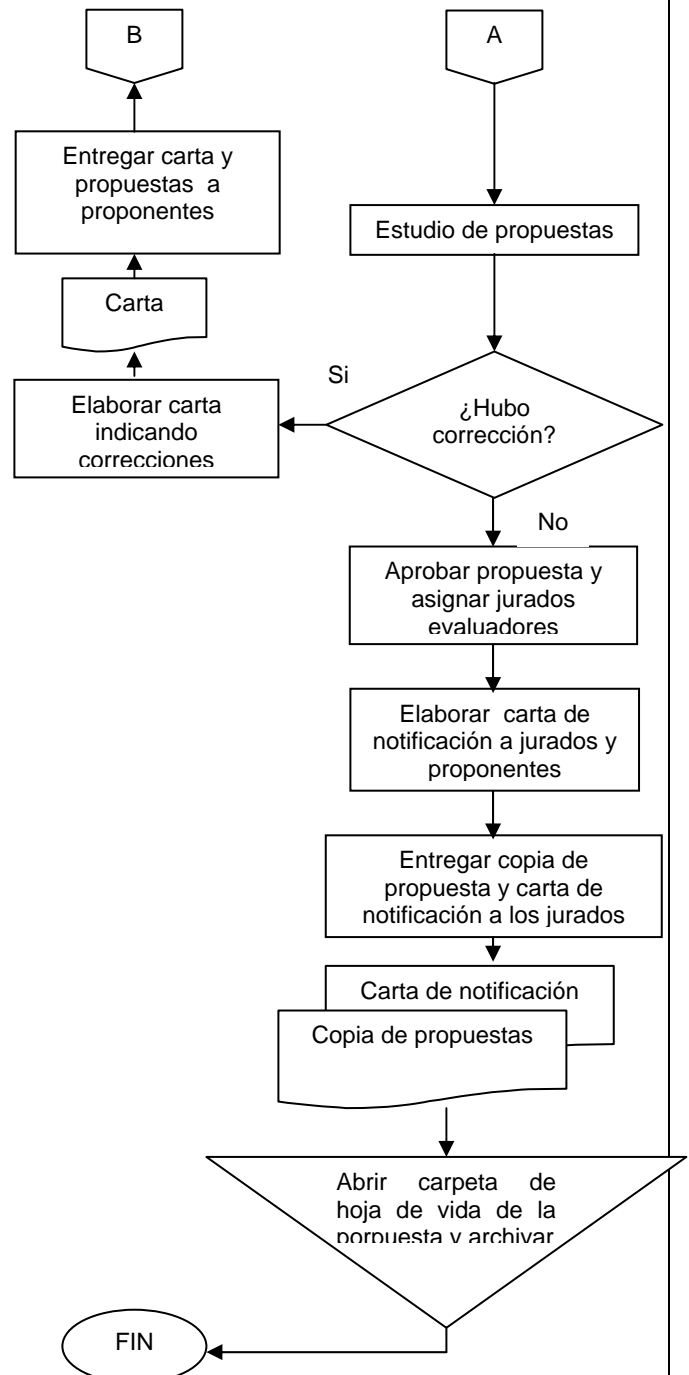 B
A
Entregar carta y
propuestas a
proponentes
Estudio de propuestas
Carta
Si
Elaborar carta
indicando
correcciones
¿Hubo
corrección?
No
Aprobar propuesta y
asignar jurados
evaluadores
Elaborar carta de
notificación a jurados y
proponentes
Entregar copia de
propuesta y carta de
notificación a los jurados
Carta de notificación
Copia de propuestas
Abrir carpeta de
hoja de vida de la
porpuesta y archivar
FIN